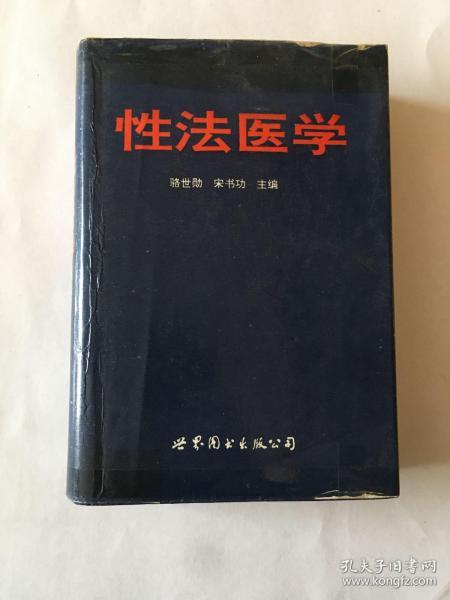 性法医学
骆世勋 宋书功 主编
世界图书出版公司
孔夫子旧书网
www.kongfz.com